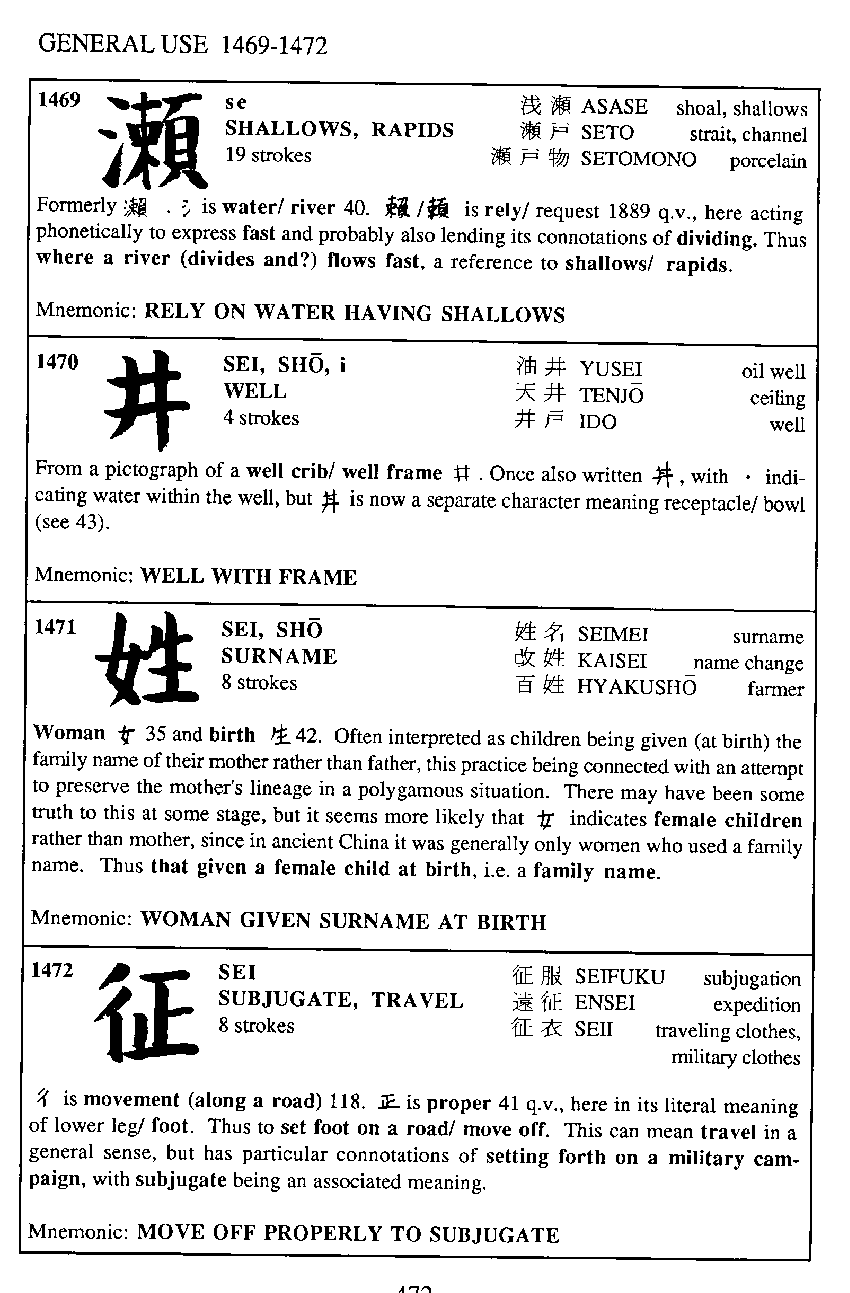 GENERAL USE 1469-1472
1469 瀬 se 浅瀬 ASASE shoal, shallows
SHALLOWS, RAPIDS 瀬戸 SETO strait, channel
19 strokes 瀬戸物 SETOMONO porcelain
Formerly 瀨 . 氵 is water/ river 40. 賴/頼 is rely/ request 1889 q.v., here acting
phonetically to express fast and probably also lending its connotations of dividing. Thus
where a river (divides and?) flows fast, a reference to shallows/ rapids.
Mnemonic: RELY ON WATER HAVING SHALLOWS
1470 井 SEI, SHŌ, i 油井 YUSEI oil well
WELL 天井 TENJŌ ceiling
4 strokes 井戸 IDO well
From a pictograph of a well crib/ well frame 井 . Once also written 丼, with · indi-
cating water within the well, but 丼 is now a separate character meaning receptacle/ bowl
(see 43).
Mnemonic: WELL WITH FRAME
1471 姓 SEI, SHŌ 姓名 SEIMEI surname
SURNAME 改姓 KAISEI name change
8 strokes 百姓 HYAKUSHŌ farmer
Woman 女 35 and birth 生 42. Often interpreted as children being given (at birth) the
family name of their mother rather than father, this practice being connected with an attempt
to preserve the mother's lineage in a polygamous situation. There may have been some
truth to this at some stage, but it seems more likely that 女 indicates female children
rather than mother, since in ancient China it was generally only women who used a family
name. Thus that given a female child at birth, i.e. a family name.
Mnemonic: WOMAN GIVEN SURNAME AT BIRTH
1472 征 SEI 征服 SEIFUKU subjugation
SUBJUGATE, TRAVEL 遠征 ENSEI expedition
8 strokes 征衣 SEII traveling clothes,
military clothes
彳 is movement (along a road) 118. 正 is proper 41 q.v., here in its literal meaning
of lower leg/ foot. Thus to set foot on a road/ move off. This can mean travel in a
general sense, but has particular connotations of setting forth on a military cam-
paign, with subjugate being an associated meaning.
Mnemonic: MOVE OFF PROPERLY TO SUBJUGATE